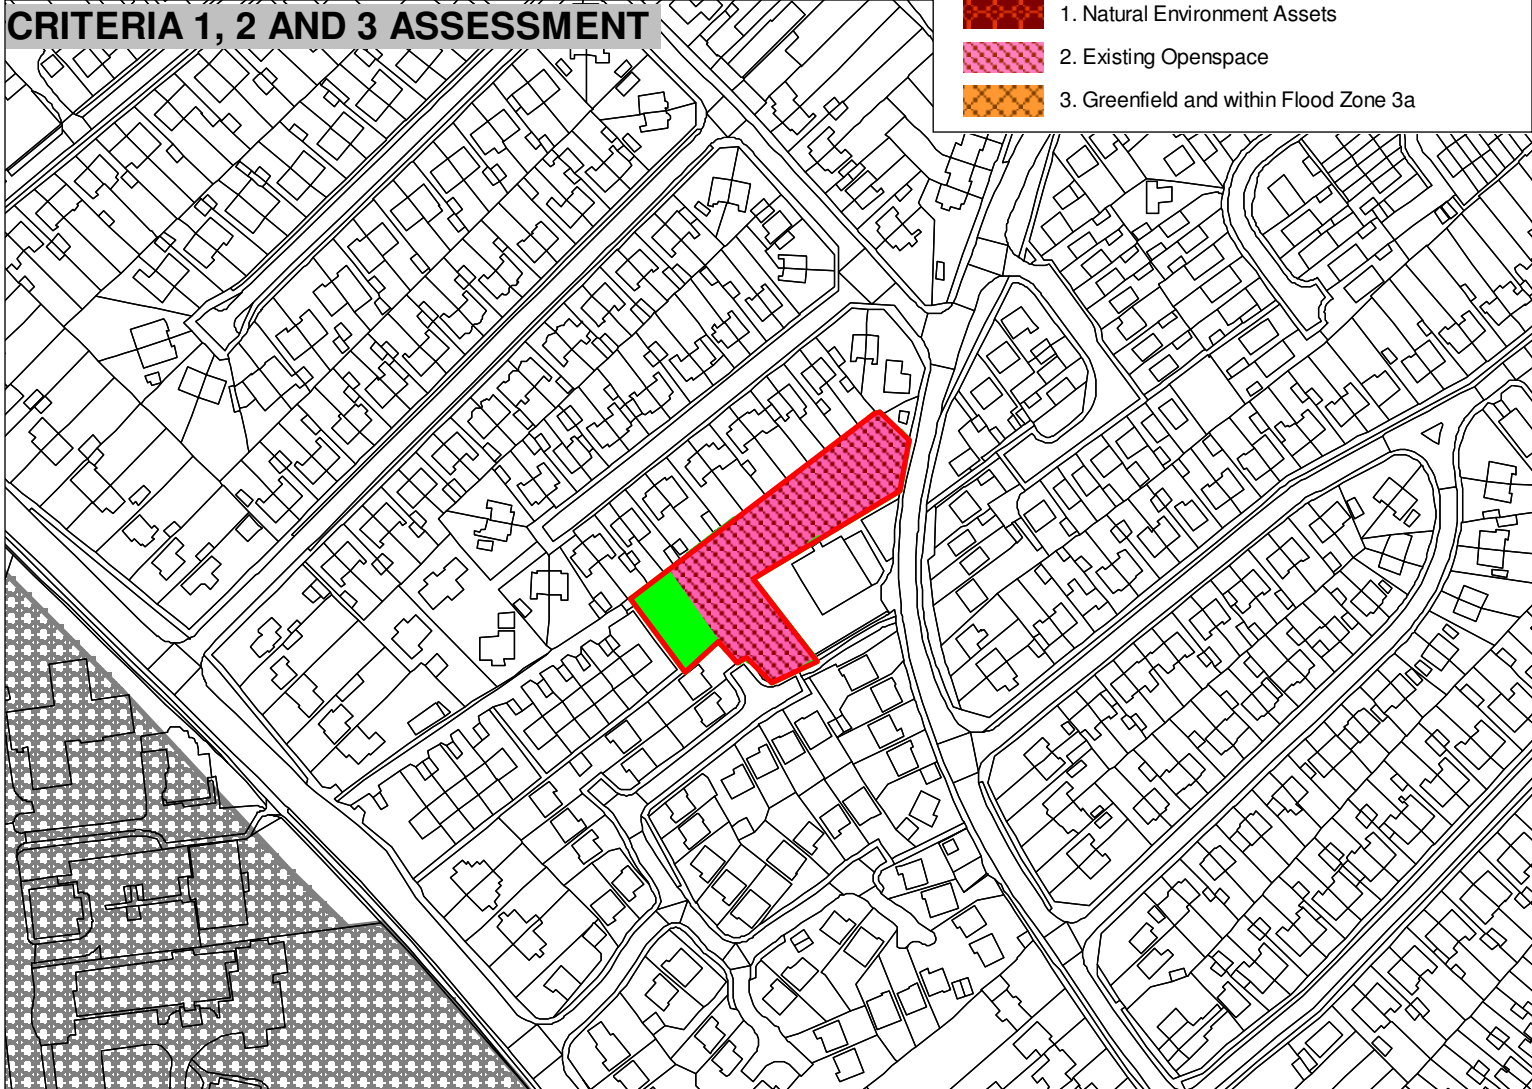 CRITERIA 1, 2 AND 3 ASSESSMENT
1. Natural Environment Assets
2. Existing Openspace
3. Greenfield and within Flood Zone 3a